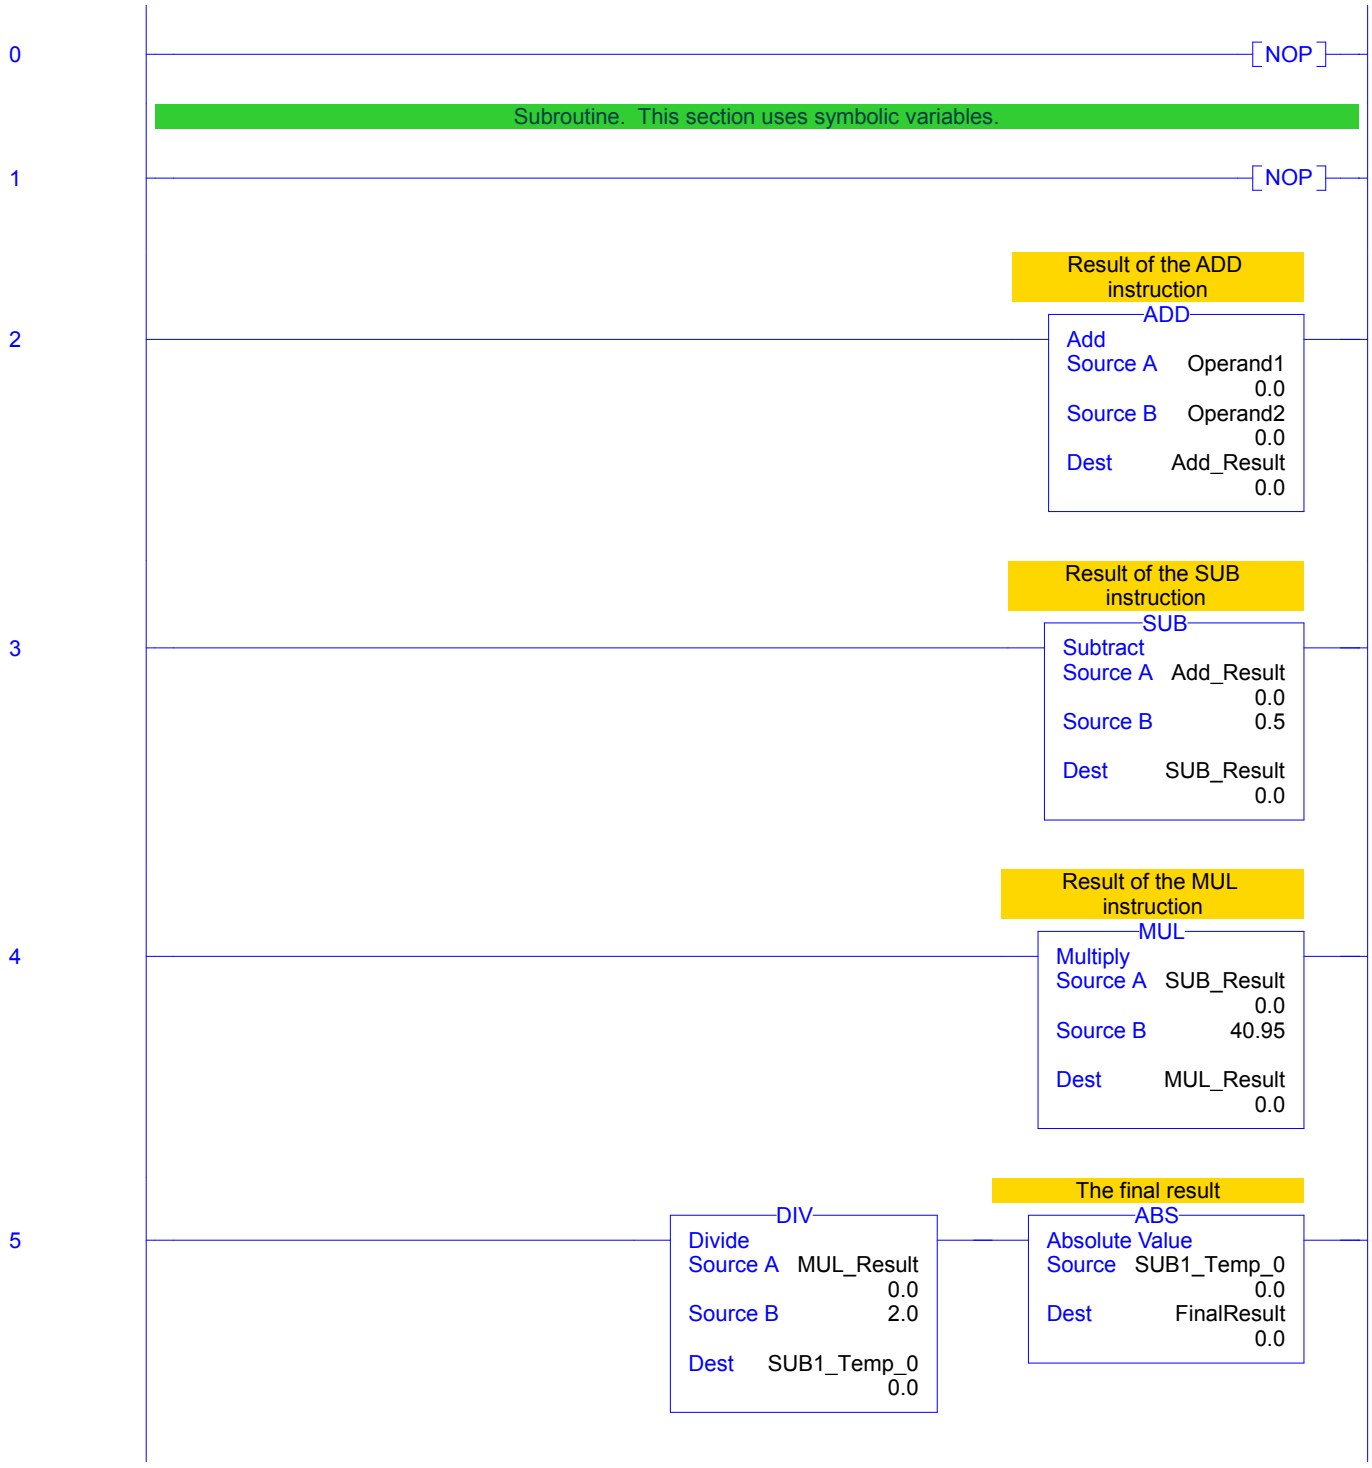 0
NOP
Subroutine.  This section uses symbolic variables.
1
NOP
Result of the ADD
instruction
ADD
2
Add
Source A Operand1
0.0
Source B Operand2
0.0
Dest Add_Result
0.0
Result of the SUB
instruction
SUB
3
Subtract
Source A Add_Result
0.0
Source B 0.5
Dest SUB_Result
0.0
Result of the MUL
instruction
MUL
4
Multiply
Source A SUB_Result
0.0
Source B 40.95
Dest MUL_Result
0.0
5
DIV
Divide
Source A MUL_Result
0.0
Source B 2.0
Dest SUB1_Temp_0
0.0
The final result
ABS
Absolute Value
Source SUB1_Temp_0
0.0
Dest FinalResult
0.0